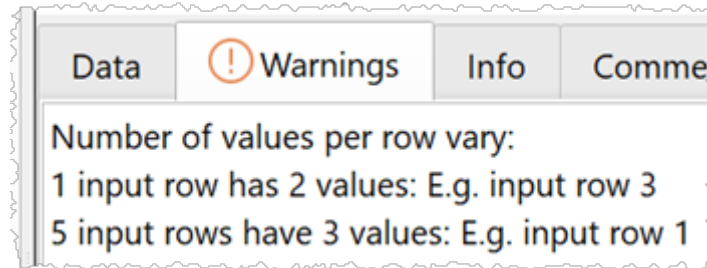 Data Warnings Info Comme
Number of values per row vary:
1 input row has 2 values: E.g. input row 3
5 input rows have 3 values: E.g. input row 1